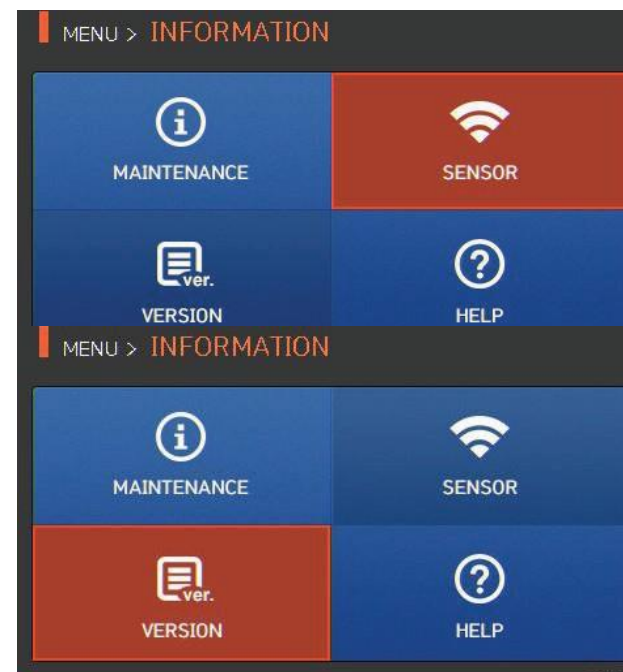 MENU > INFORMATION
MAINTENANCE SENSOR
ver.
VERSION HELP
MENU > INFORMATION
MAINTENANCE SENSOR
ver.
VERSION HELP